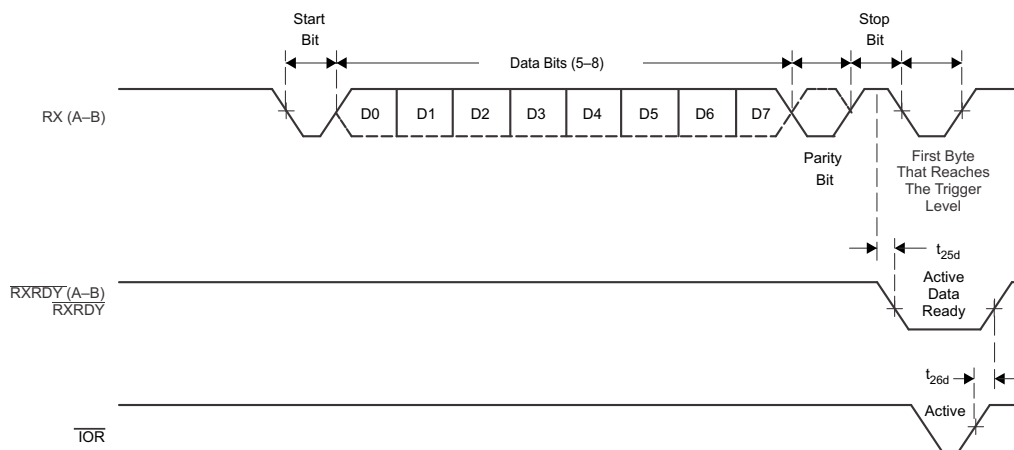 Start
Bit
Stop
Bit
Data Bits (5–8)
RX (A–B)
D0 D1 D2 D3 D4 D5 D6 D7
Parity
Bit
First Byte
That Reaches
The Trigger
Level
t25d
RXRDY (A–B)
RXRDY
Active
Data
Ready
t26d
Active
IOR